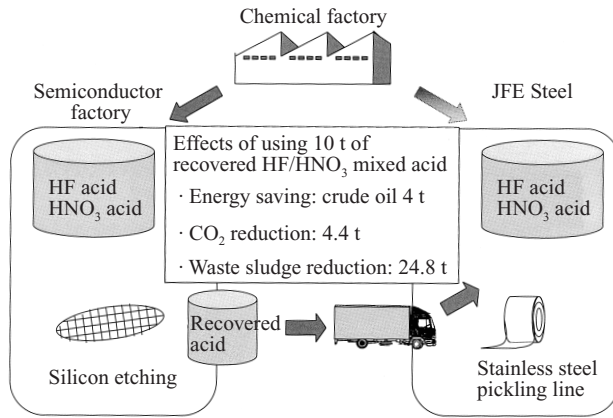 Chemical factory
Semiconductor
factory
JFE Steel
Effects of using 10 t of
recovered HF/HNO₃ mixed acid
· Energy saving: crude oil 4 t
· CO₂ reduction: 4.4 t
· Waste sludge reduction: 24.8 t
HF acid
HNO₃ acid
HF acid
HNO₃ acid
Recovered
acid
Silicon etching
Stainless steel
pickling line